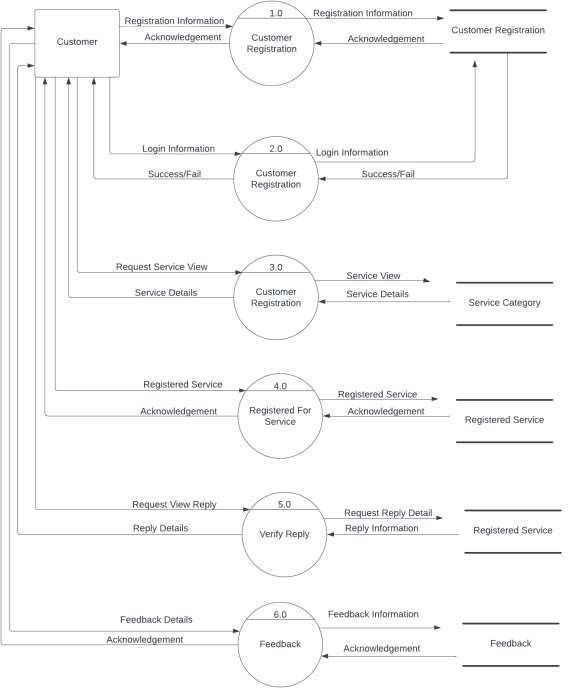 Customer
Registration Information
1.0
Registration Information
Acknowledgement
Customer
Registration
Acknowledgement
Customer Registration
Login Information
2.0
Login Information
Success/Fail
Customer
Registration
Success/Fail
Request Service View
3.0
Service View
Service Details
Customer
Registration
Service Details
Service Category
Registered Service
4.0
Registered Service
Acknowledgement
Registered For
Service
Acknowledgement
Registered Service
Request View Reply
5.0
Request Reply Detail
Reply Details
Verify Reply
Reply Information
Registered Service
Feedback Details
6.0
Feedback Information
Acknowledgement
Feedback
Acknowledgement
Feedback